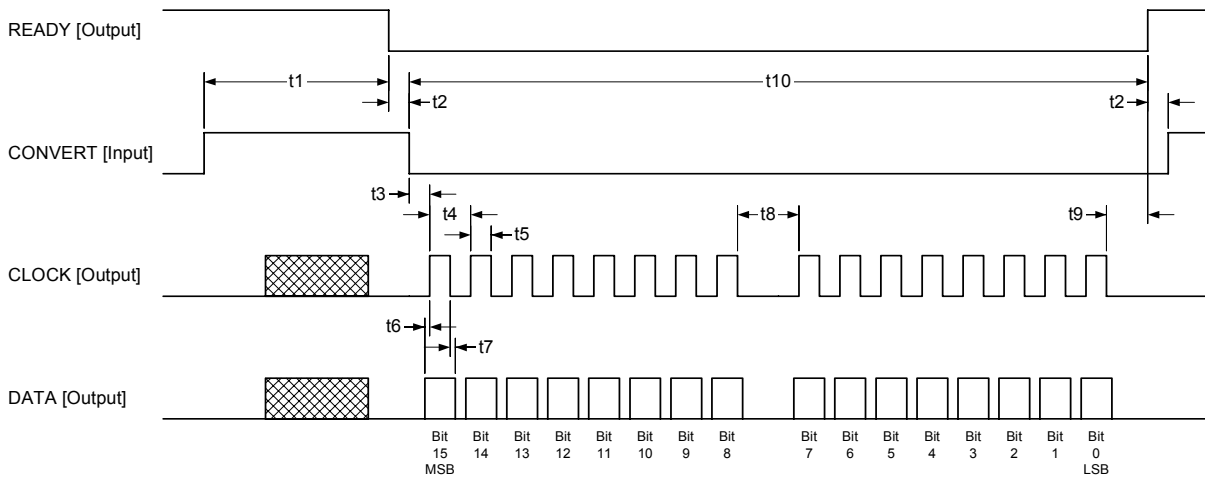 READY [Output]
t1
t10
t2
t2
CONVERT [Input]
t3
t4
t8
t9
t5
CLOCK [Output]
t6
t7
DATA [Output]
Bit 15 MSB
Bit 14
Bit 13
Bit 12
Bit 11
Bit 10
Bit 9
Bit 8
Bit 7
Bit 6
Bit 5
Bit 4
Bit 3
Bit 2
Bit 1
Bit 0 LSB